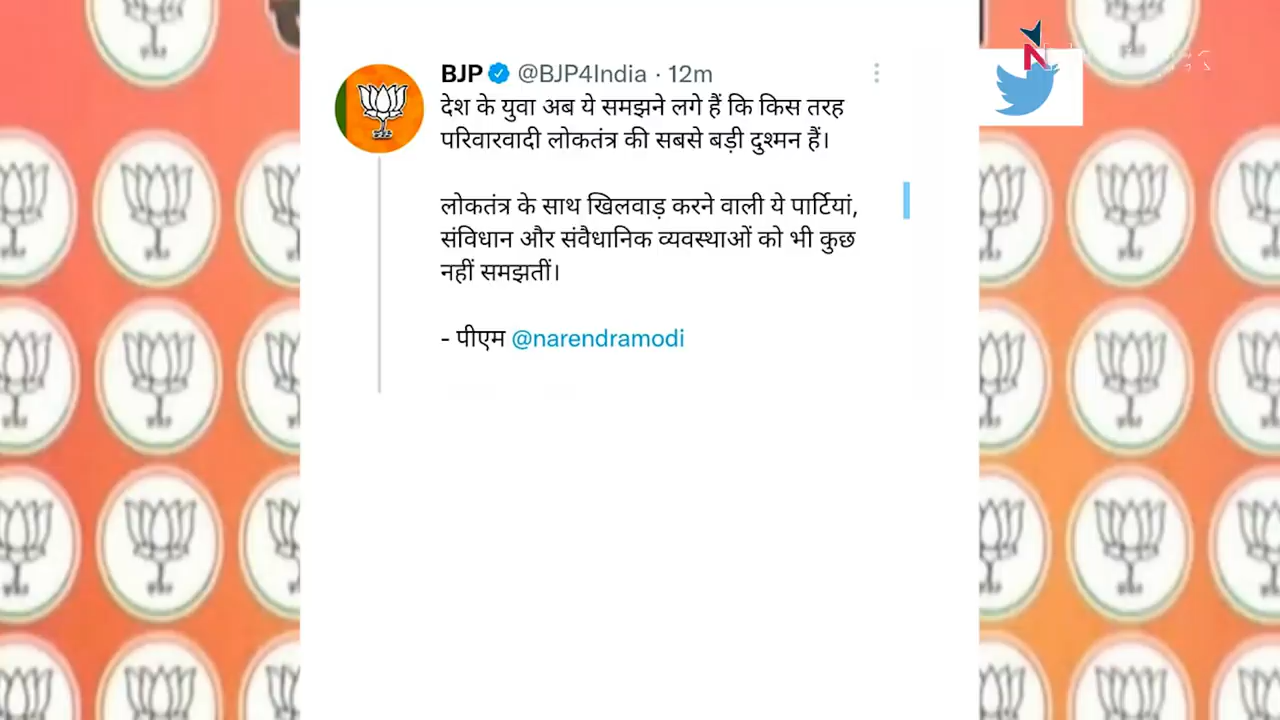 BJP @BJP4India · 12m
देश के युवा अब ये समझने लगे हैं कि किस तरह
परिवारवादी लोकतंत्र की सबसे बड़ी दुश्मन हैं।
लोकतंत्र के साथ खिलवाड़ करने वाली ये पार्टियां,
संविधान और संवैधानिक व्यवस्थाओं को भी कुछ
नहीं समझतीं।
- पीएम @narendramodi